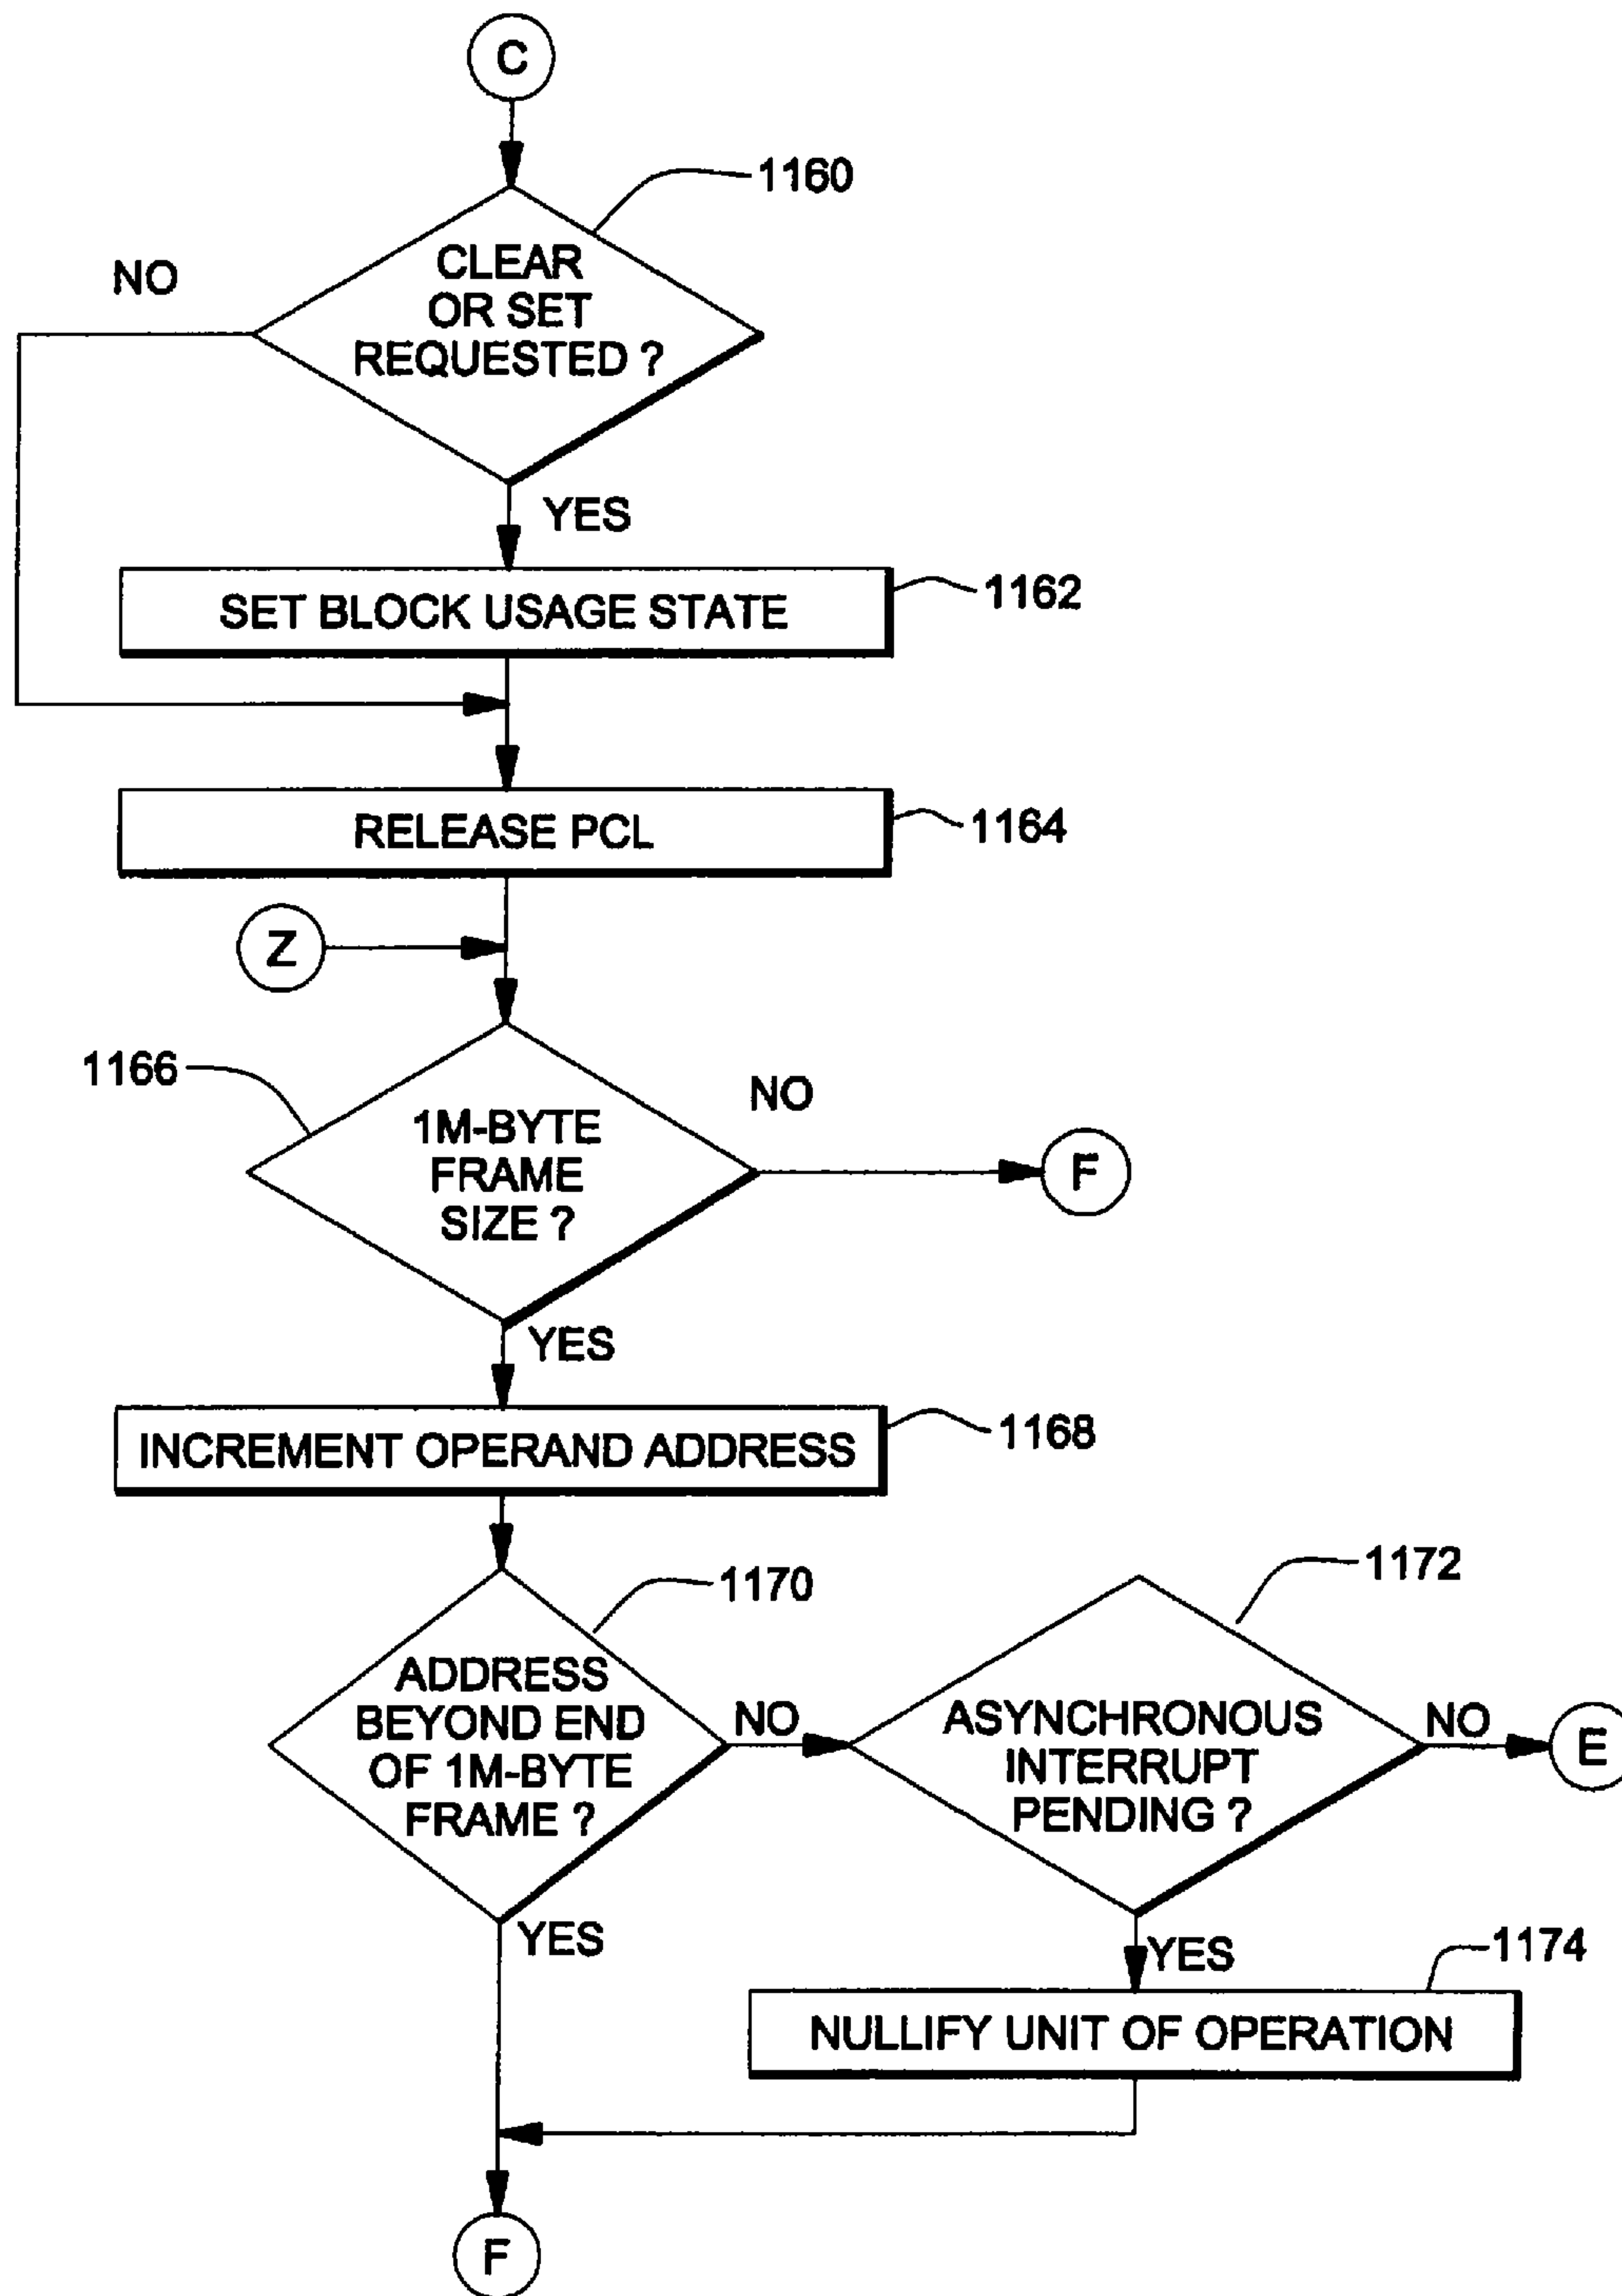 C
1160
CLEAR
OR SET
REQUESTED ?
NO
YES
SET BLOCK USAGE STATE
1162
RELEASE PCL
1164
Z
1166
1M-BYTE
FRAME
SIZE ?
NO
F
YES
INCREMENT OPERAND ADDRESS
1168
1170
ADDRESS
BEYOND END
OF 1M-BYTE
FRAME ?
NO
1172
ASYNCHRONOUS
INTERRUPT
PENDING ?
NO
E
YES
YES
1174
NULLIFY UNIT OF OPERATION
F